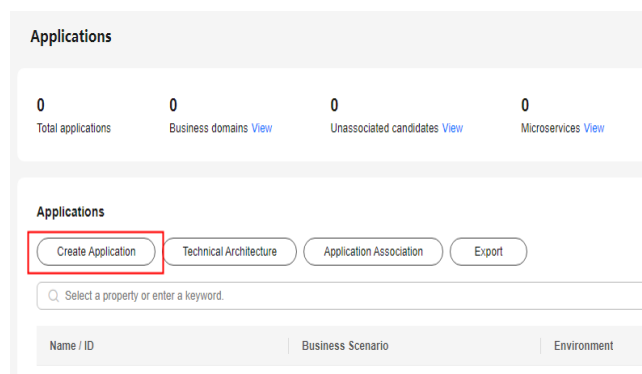 Applications
0 0 0 0
Total applications Business domains View Unassociated candidates View Microservices View
Applications
Create Application Technical Architecture Application Association Export
Select a property or enter a keyword.
Name / ID Business Scenario Environment